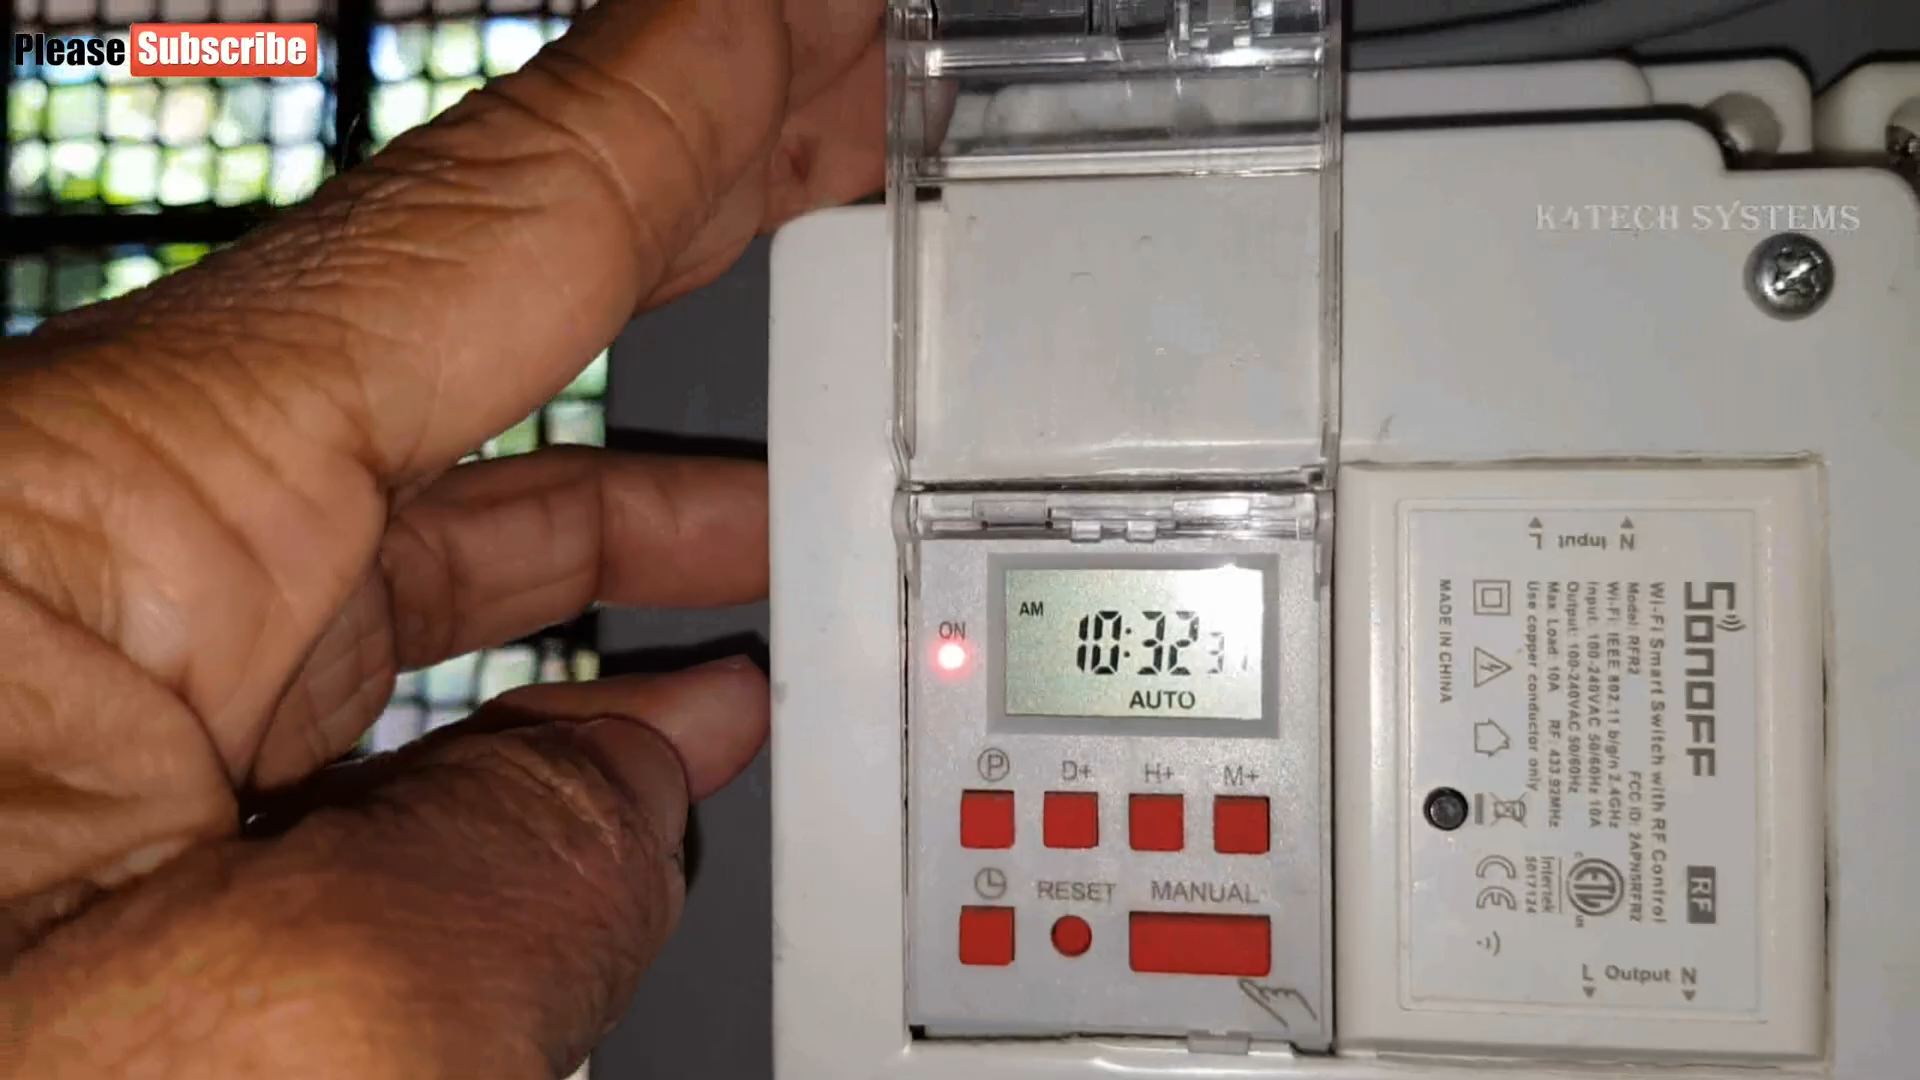 Please Subscribe
K4TECH SYSTEMS
ON
AM
10:32
AUTO
P
D+
H+
M+
RESET
MANUAL
N Input L
SONOFF
RF
Wi-Fi Smart Switch with RF Control
Model: RFR2 FCC ID: 2APN5RFR2
Wi-Fi: IEEE 802.11 b/g/n 2.4GHz
Input: 100-240VAC 50/60Hz 10A
Output: 100-240VAC 50/60Hz
Max. Load: 10A RF: 433.92MHz
Use copper conductor only
MADE IN CHINA
ETL
Intertek
5017124
CE
L Output N